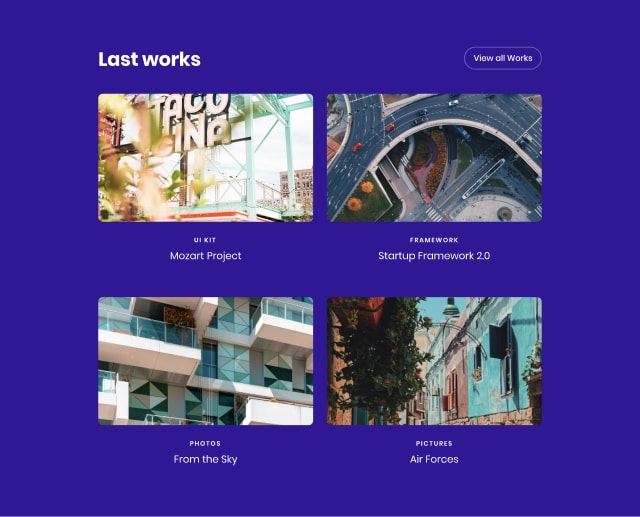 Last works
View all Works
TACO
INA
UI KIT
Mozart Project
FRAMEWORK
Startup Framework 2.0
PHOTOS
From the Sky
PICTURES
Air Forces